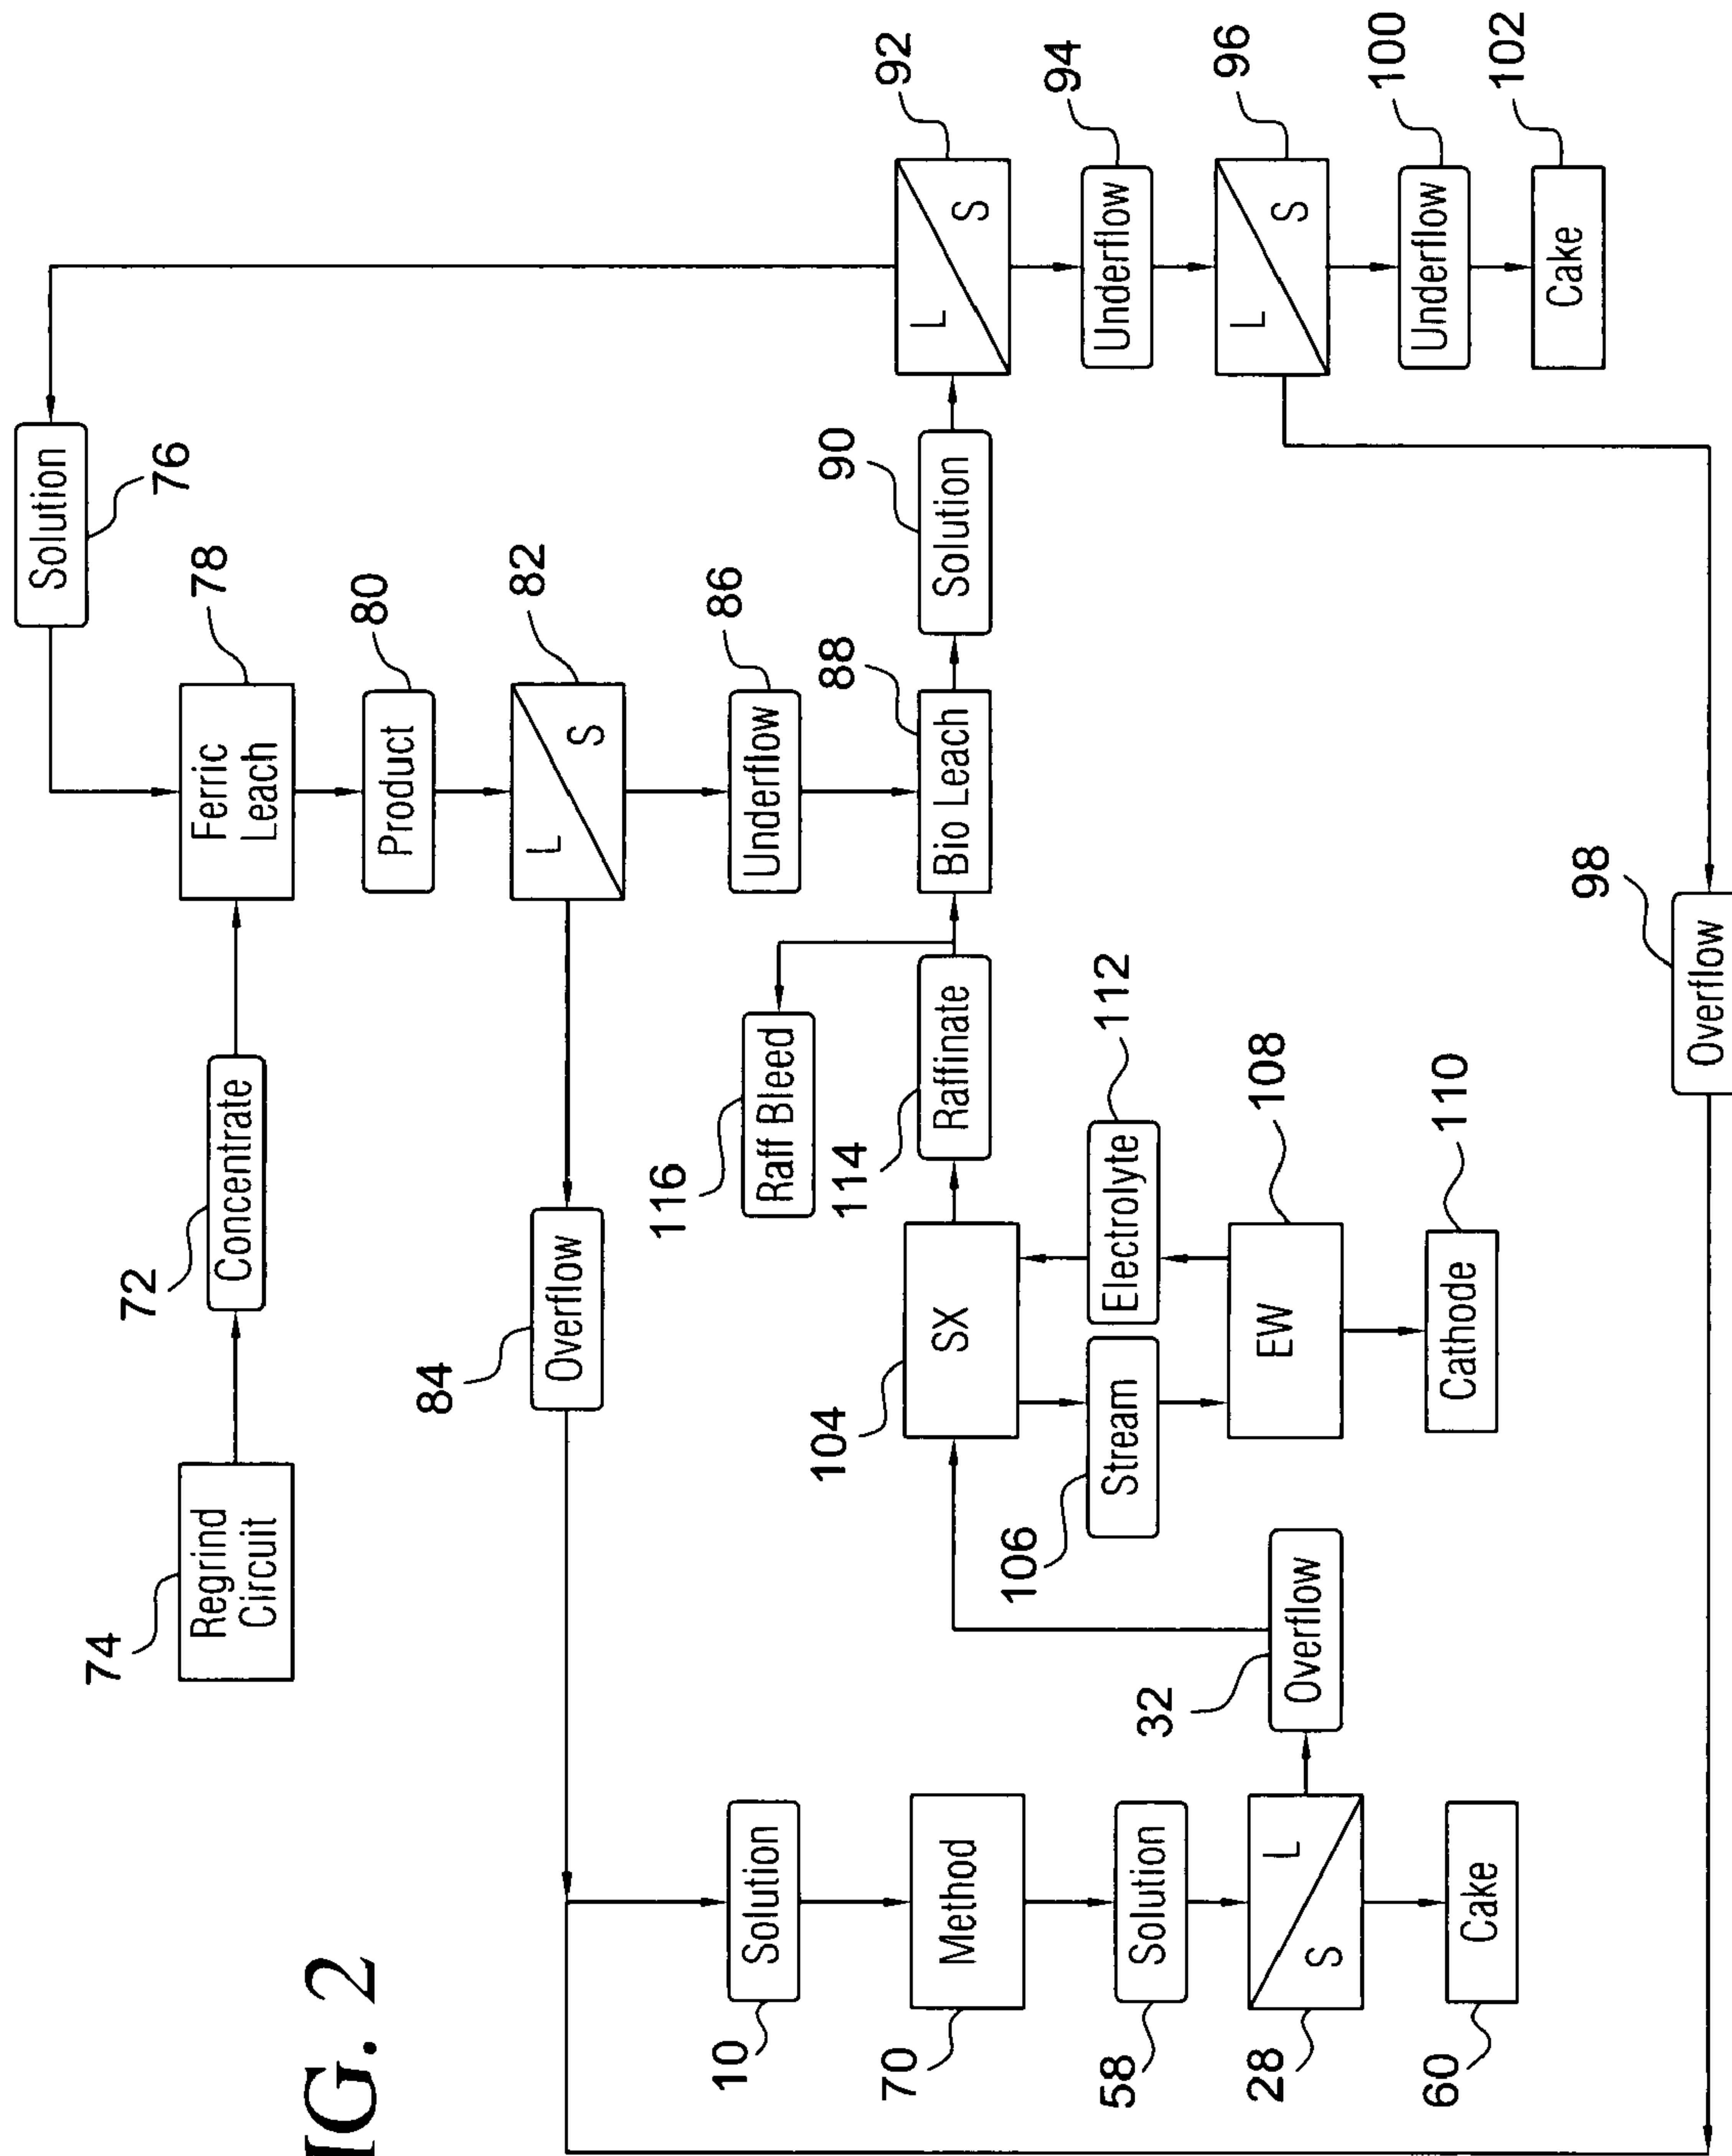 IG. 2
74
Regrind
Circuit
72
Concentrate
Ferric
Leach
78
Solution
76
Product
80
L
S
82
84
Overflow
Underflow
86
116
Raff Bleed
10
Solution
70
Method
58
Solution
S
L
28
60
Cake
32
Overflow
104
SX
106
Stream
Electrolyte
112
EW
108
Cathode
110
114
Raffinate
Bio Leach
88
Solution
90
L
S
92
Underflow
94
L
S
96
Underflow
100
Cake
102
Overflow
98